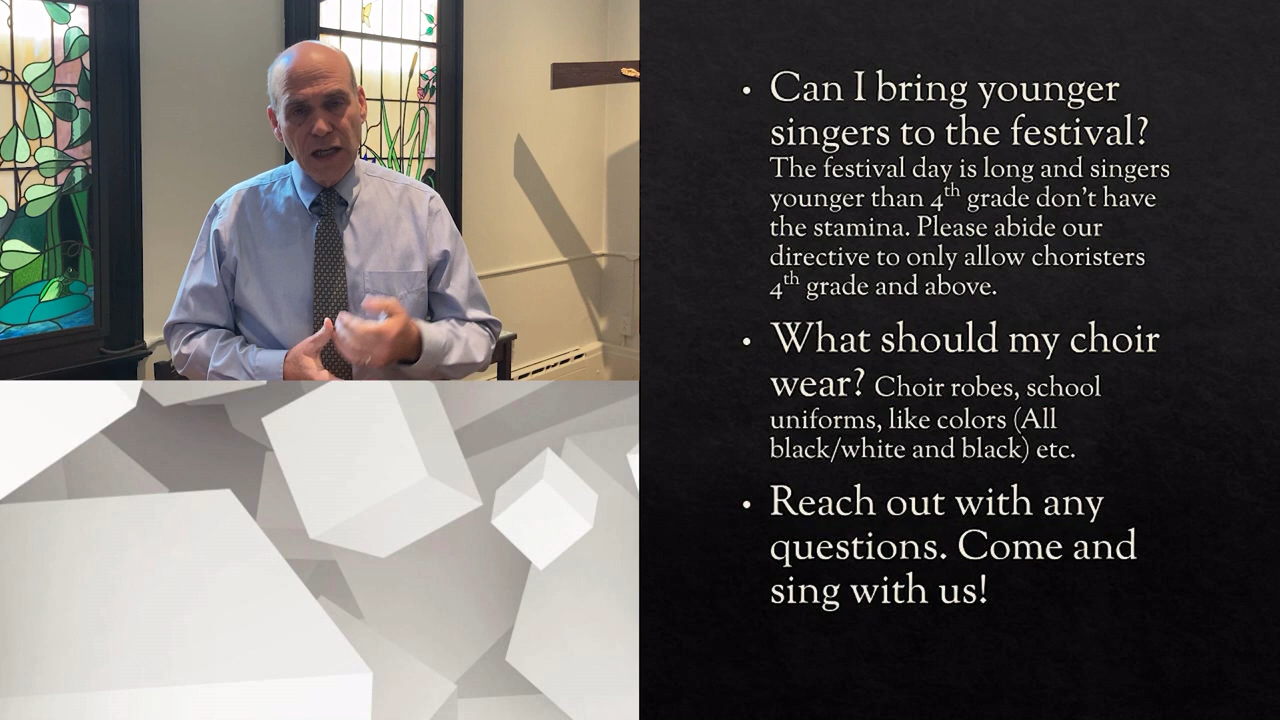 • Can I bring younger
singers to the festival?
The festival day is long and singers
younger than 4th grade don't have
the stamina. Please abide our
directive to only allow choristers
4th grade and above.
• What should my choir
wear? Choir robes, school
uniforms, like colors (All
black/white and black) etc.
• Reach out with any
questions. Come and
sing with us!